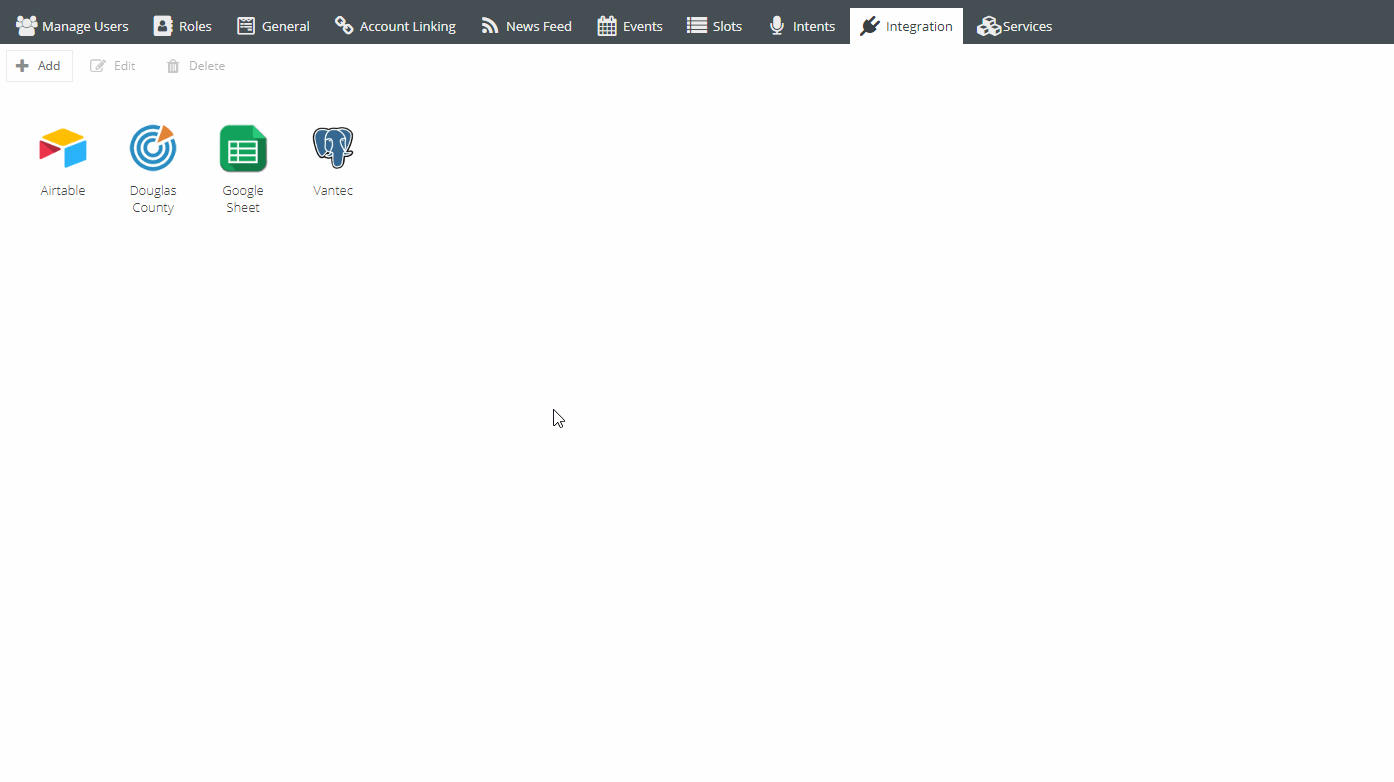 Manage Users Roles General Account Linking News Feed Events Slots Intents Integration Services
Add Edit Delete
Airtable Douglas County Google Sheet Vantec